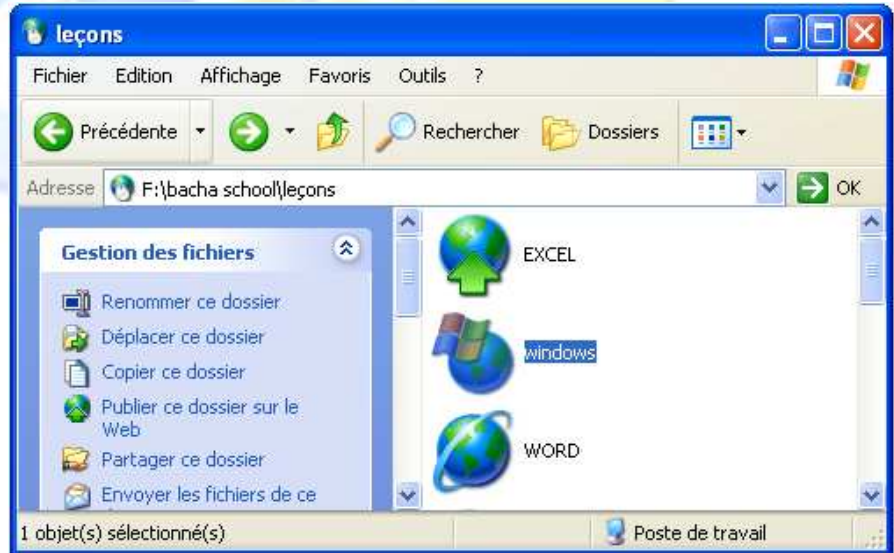 leçons
Fichier Edition Affichage Favoris Outils ?
Précédente Rechercher Dossiers
Adresse F:\bacha school\leçons OK
Gestion des fichiers
Renommer ce dossier
Déplacer ce dossier
Copier ce dossier
Publier ce dossier sur le
Web
Partager ce dossier
Envoyer les fichiers de ce
EXCEL
windows
WORD
1 objet(s) sélectionné(s) Poste de travail